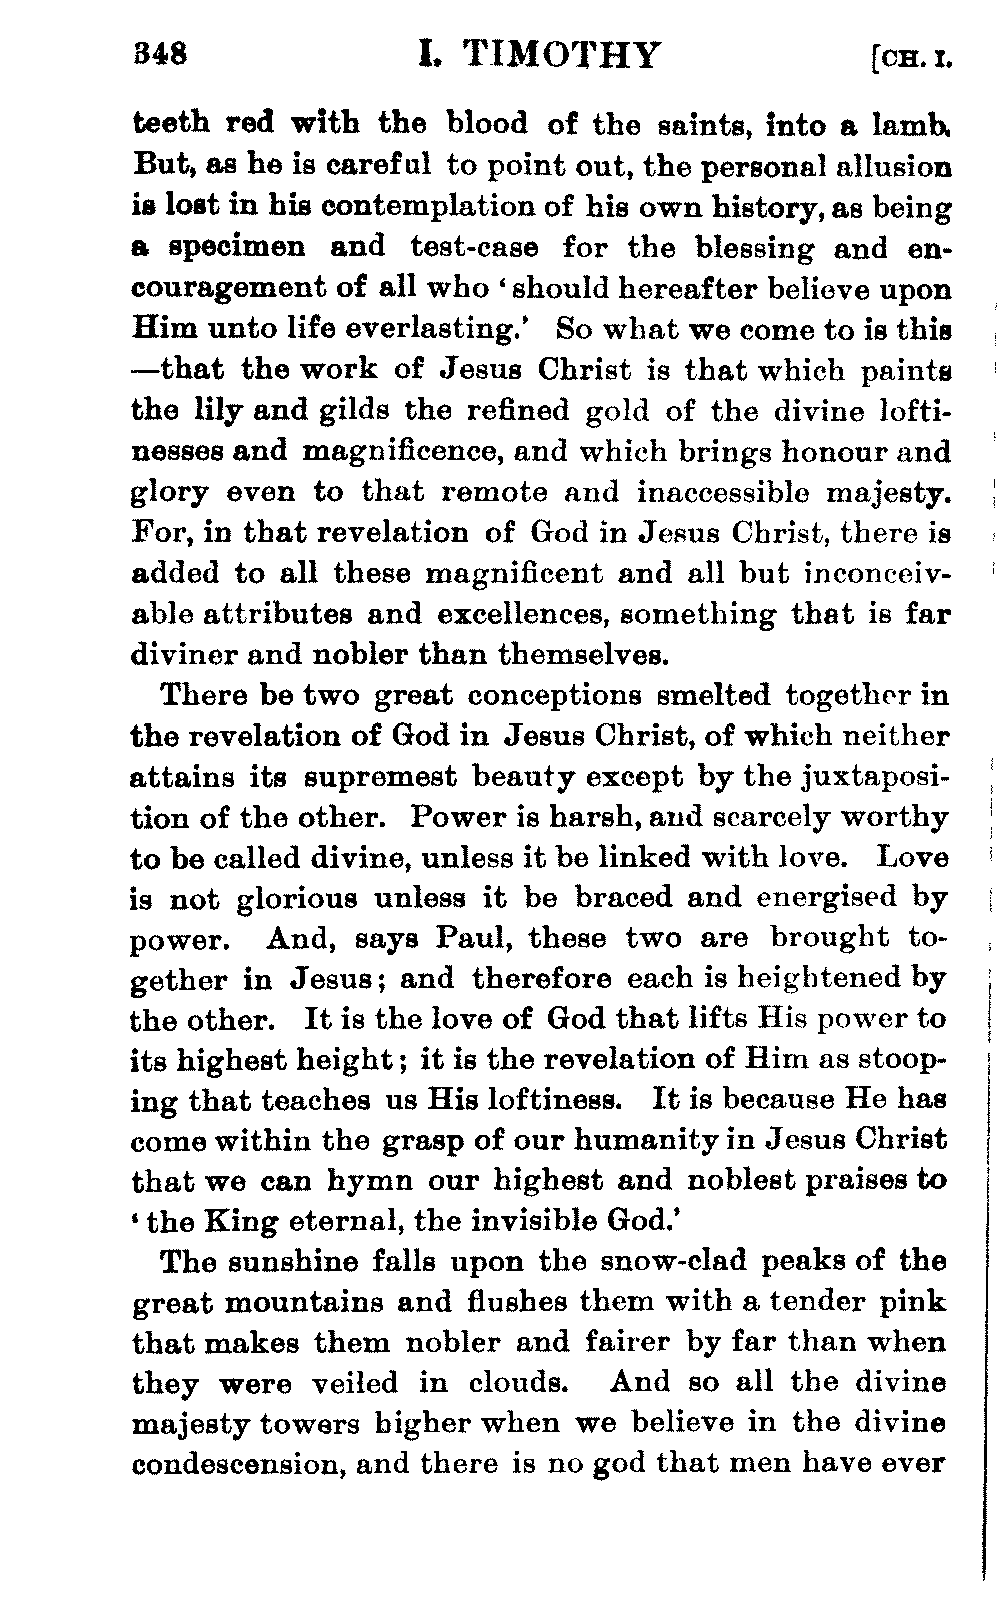 348 I. TIMOTHY [CH. I.
teeth red with the blood of the saints, into a lamb.
But, as he is careful to point out, the personal allusion
is lost in his contemplation of his own history, as being
a specimen and test-case for the blessing and en-
couragement of all who ‘should hereafter believe upon
Him unto life everlasting.’ So what we come to is this
—that the work of Jesus Christ is that which paints
the lily and gilds the refined gold of the divine lofti-
nesses and magnificence, and which brings honour and
glory even to that remote and inaccessible majesty.
For, in that revelation of God in Jesus Christ, there is
added to all these magnificent and all but inconceiv-
able attributes and excellences, something that is far
diviner and nobler than themselves.
There be two great conceptions smelted together in
the revelation of God in Jesus Christ, of which neither
attains its supremest beauty except by the juxtaposi-
tion of the other. Power is harsh, and scarcely worthy
to be called divine, unless it be linked with love. Love
is not glorious unless it be braced and energised by
power. And, says Paul, these two are brought to-
gether in Jesus; and therefore each is heightened by
the other. It is the love of God that lifts His power to
its highest height; it is the revelation of Him as stoop-
ing that teaches us His loftiness. It is because He has
come within the grasp of our humanity in Jesus Christ
that we can hymn our highest and noblest praises to
‘the King eternal, the invisible God.’
The sunshine falls upon the snow-clad peaks of the
great mountains and flushes them with a tender pink
that makes them nobler and fairer by far than when
they were veiled in clouds. And so all the divine
majesty towers higher when we believe in the divine
condescension, and there is no god that men have ever